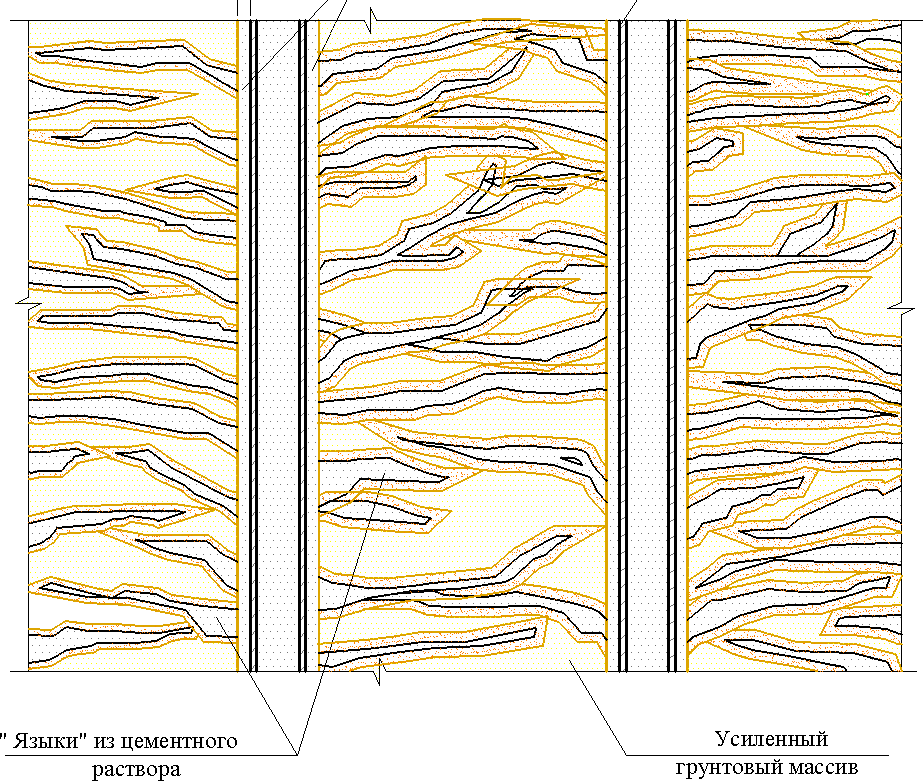 " Языки" из цементного
раствора
Усиленный
грунтовый массив